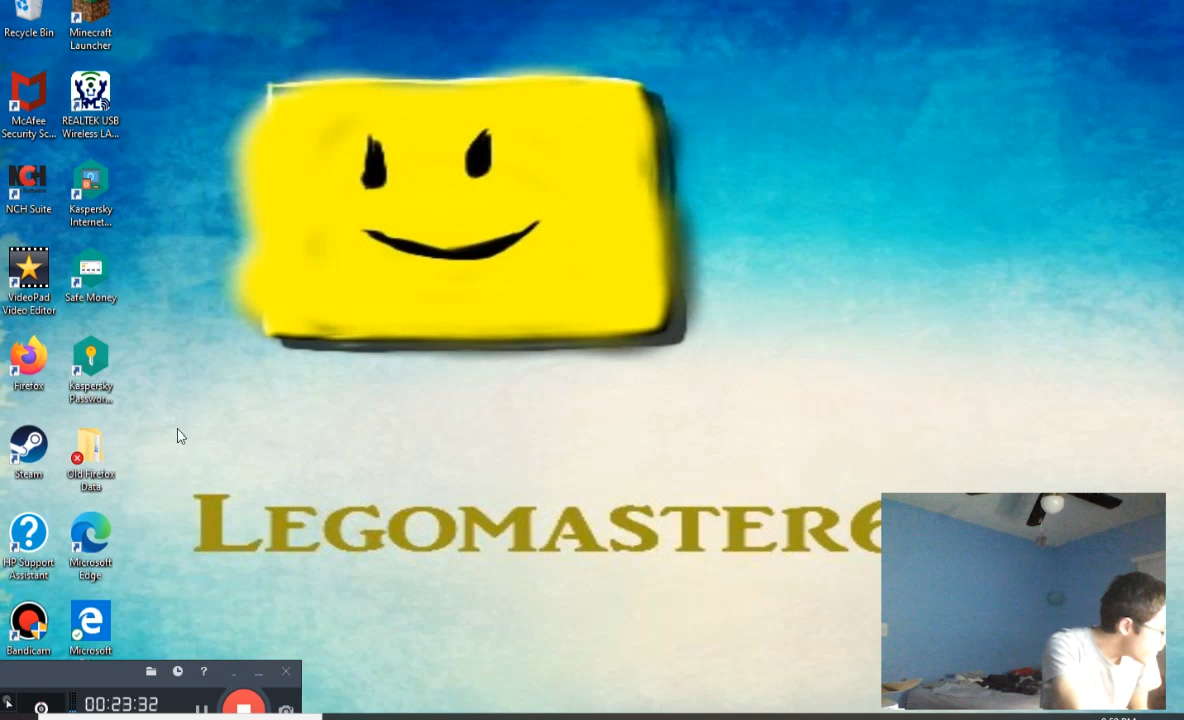 Recycle Bin
Minecraft
Launcher
McAfee
Security Sc...
REALTEK USB
Wireless LA...
NCH
NCH Suite
Kaspersky
Internet...
VideoPad
Video Editor
Safe Money
Firefox
Kaspersky
Passwor...
Steam
Old Firefox
Data
HP Support
Assistant
Microsoft
Edge
Bandicam
Microsoft
LEGOMASTER6
00:23:32